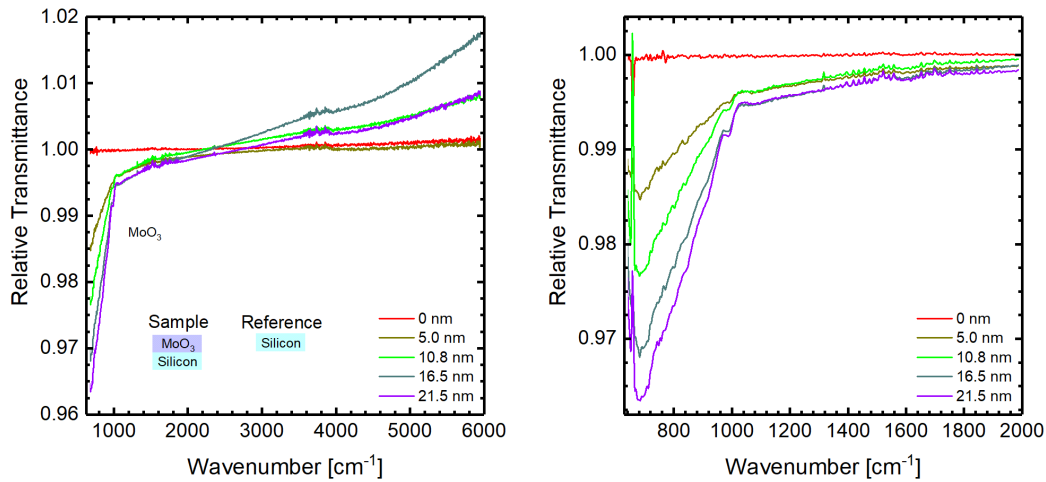 1.02
1.01
1.00
0.99
0.98
0.97
0.96
Relative Transmittance
MoO₃
Sample
Reference
MoO₃
Silicon
Silicon
0 nm
5.0 nm
10.8 nm
16.5 nm
21.5 nm
1000 2000 3000 4000 5000 6000
Wavenumber [cm⁻¹]
1.00
0.99
0.98
0.97
Relative Transmittance
0 nm
5.0 nm
10.8 nm
16.5 nm
21.5 nm
800 1000 1200 1400 1600 1800 2000
Wavenumber [cm⁻¹]